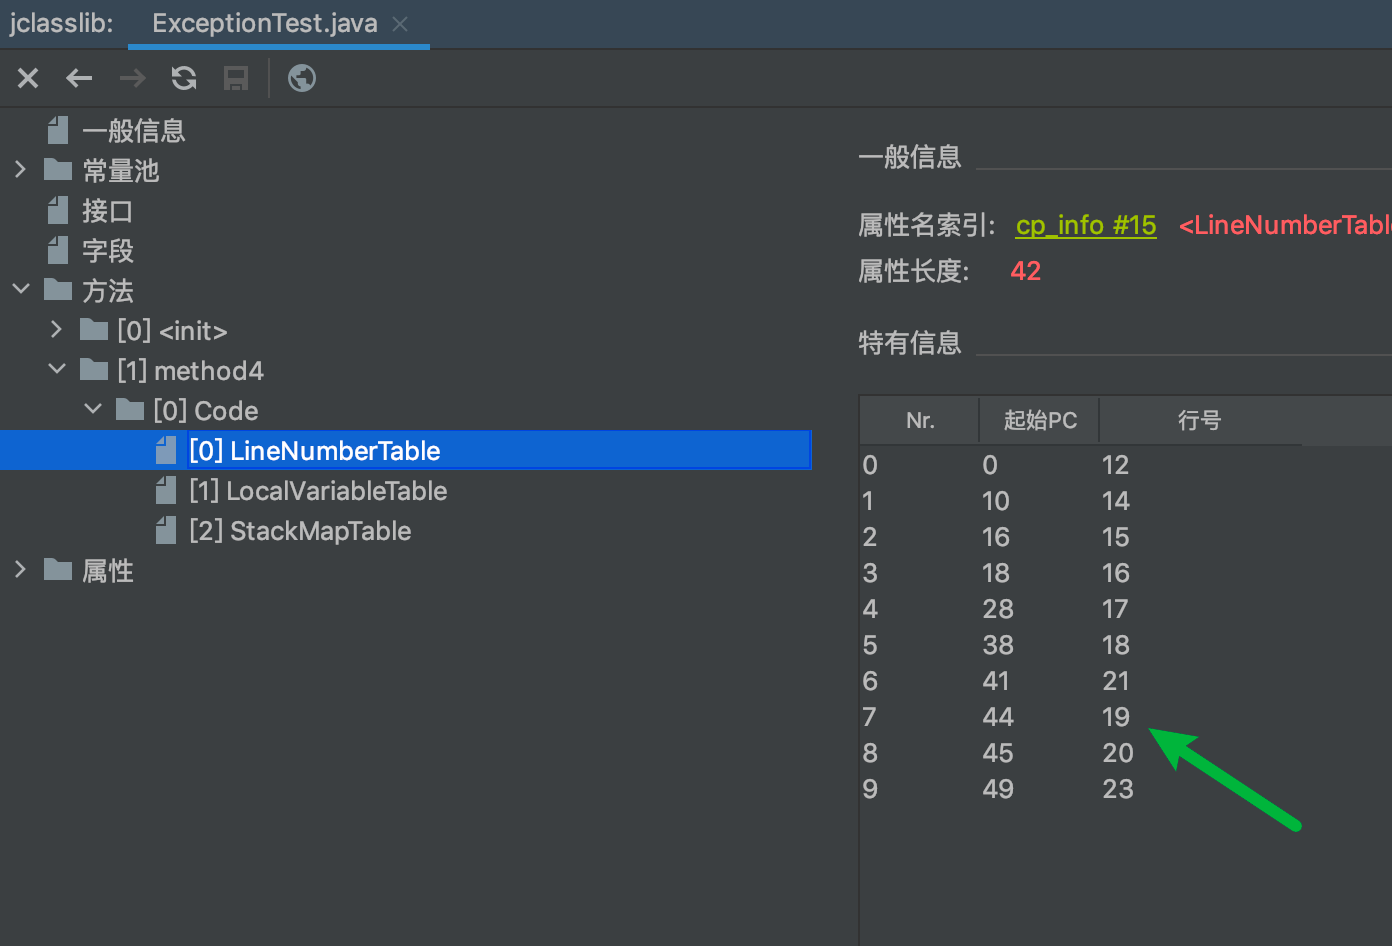 jclasslib: ExceptionTest.java
一般信息
常量池
接口
字段
方法
[0] <init>
[1] method4
[0] Code
[0] LineNumberTable
[1] LocalVariableTable
[2] StackMapTable
属性
一般信息
属性名索引: cp_info #15 <LineNumberTabl
属性长度: 42
特有信息
Nr. 起始PC 行号
0 0 12
1 10 14
2 16 15
3 18 16
4 28 17
5 38 18
6 41 21
7 44 19
8 45 20
9 49 23